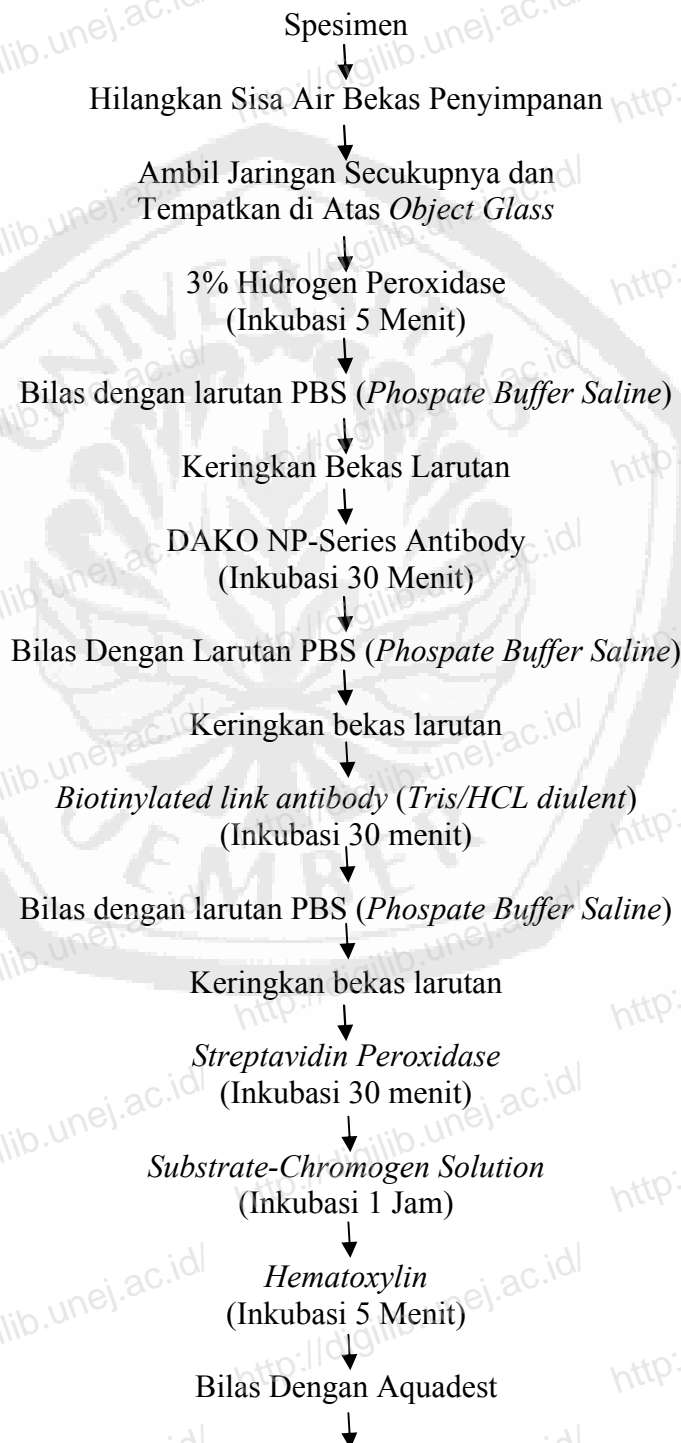 Spesimen
Hilangkan Sisa Air Bekas Penyimpanan
Ambil Jaringan Secukupnya dan
Tempatkan di Atas Object Glass
3% Hidrogen Peroxidase
(Inkubasi 5 Menit)
Bilas dengan larutan PBS (Phospate Buffer Saline)
Keringkan Bekas Larutan
DAKO NP-Series Antibody
(Inkubasi 30 Menit)
Bilas Dengan Larutan PBS (Phospate Buffer Saline)
Keringkan bekas larutan
Biotinylated link antibody (Tris/HCL diulent)
(Inkubasi 30 menit)
Bilas dengan larutan PBS (Phospate Buffer Saline)
Keringkan bekas larutan
Streptavidin Peroxidase
(Inkubasi 30 menit)
Substrate-Chromogen Solution
(Inkubasi 1 Jam)
Hematoxylin
(Inkubasi 5 Menit)
Bilas Dengan Aquadest